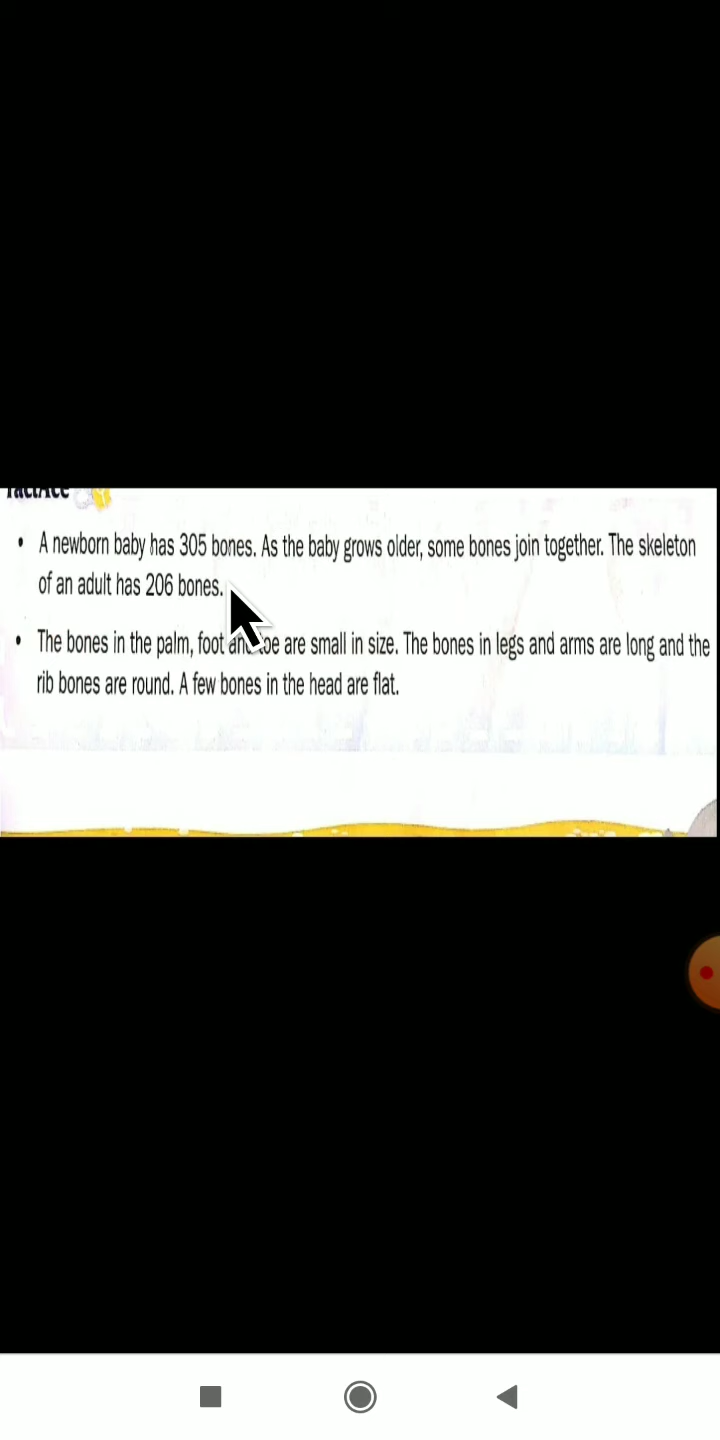 • A newborn baby has 305 bones. As the baby grows older, some bones join together. The skeleton
of an adult has 206 bones.
• The bones in the palm, foot and toe are small in size. The bones in legs and arms are long and the
rib bones are round. A few bones in the head are flat.